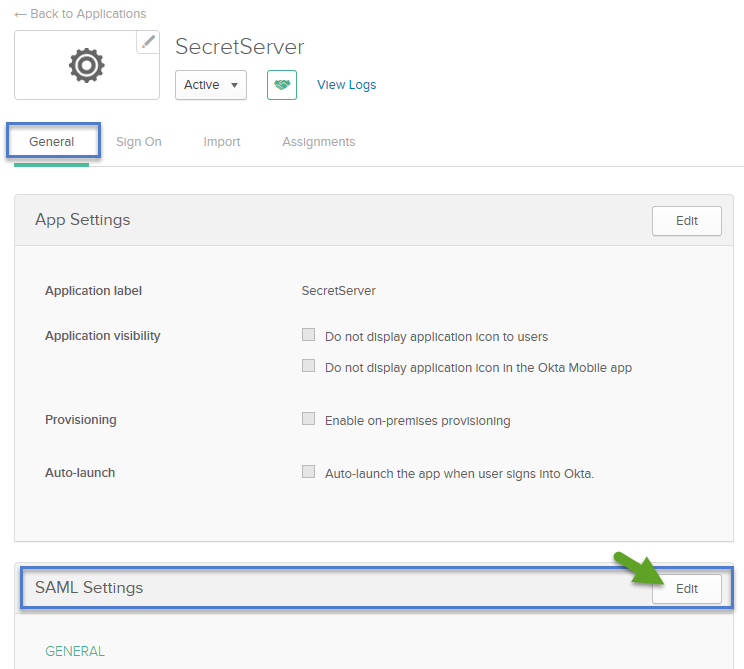 ← Back to Applications
SecretServer
Active ▼ View Logs
General Sign On Import Assignments
App Settings Edit
Application label SecretServer
Application visibility Do not display application icon to users
Do not display application icon in the Okta Mobile app
Provisioning Enable on-premises provisioning
Auto-launch Auto-launch the app when user signs into Okta.
SAML Settings Edit
GENERAL